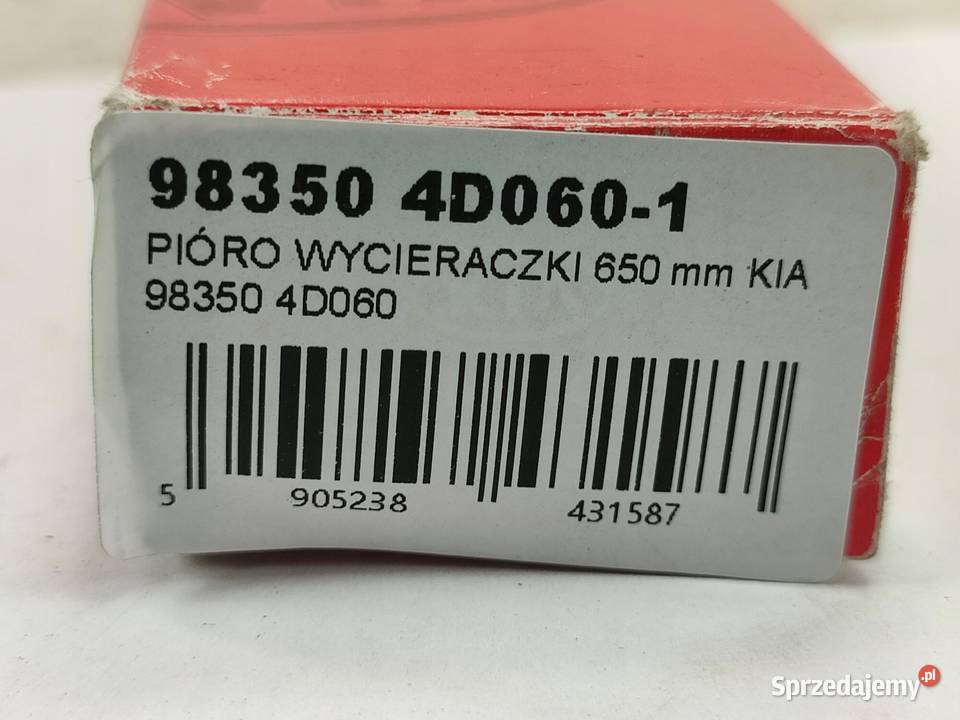 98350 4D060-1
PIÓRO WYCIERACZKI 650 mm KIA
98350 4D060
5 905238 431587
Sprzedajemy.pl